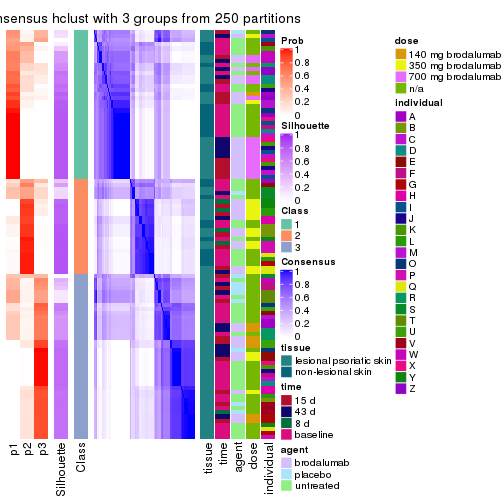 nsensus hclust with 3 groups from 250 partitions
Prob
1
0.8
0.6
0.4
0.2
0
Silhouette
1
0.8
0.6
0.4
0.2
0
Class
1
2
3
Consensus
1
0.8
0.6
0.4
0.2
0
tissue
lesional psoriatic skin
non-lesional skin
time
15 d
43 d
8 d
baseline
agent
brodalumab
placebo
untreated
dose
140 mg brodalumab
350 mg brodalumab
700 mg brodalumab
n/a
individual
A
B
C
D
E
F
G
H
I
J
K
L
M
O
P
Q
R
S
T
U
V
W
X
Y
Z
p1
p2
p3
Silhouette
Class
tissue
time
agent
dose
individual